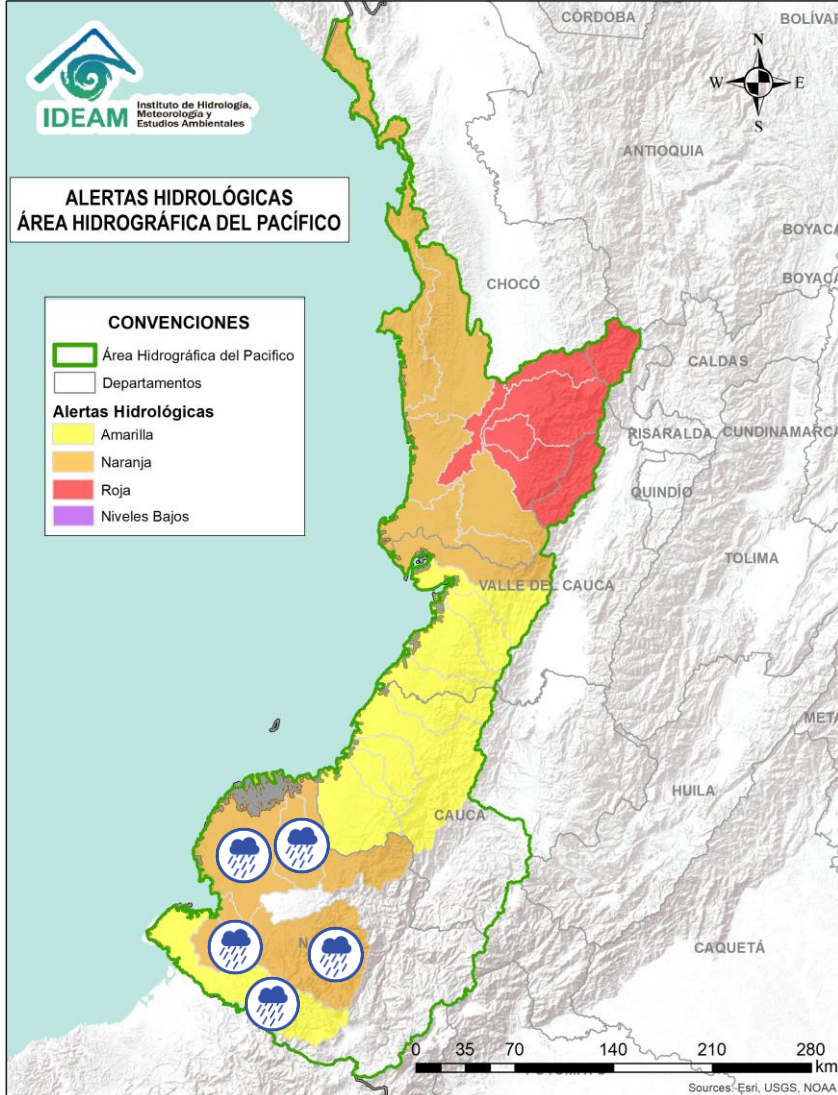 CÓRDOBA
BOLÍVAR
IDEAM
Instituto de Hidrología,
Meteorología y
Estudios Ambientales
N
W
E
S
ANTIOQUIA
ALERTAS HIDROLÓGICAS
ÁREA HIDROGRÁFICA DEL PACÍFICO
BOYACÁ
BOYACÁ
CHOCÓ
CONVENCIONES
Área Hidrográfica del Pacifico
Departamentos
Alertas Hidrológicas
Amarilla
Naranja
Roja
Niveles Bajos
CALDAS
RISARALDA
CUNDINAMARCA
QUINDÍO
TOLIMA
VALLE DEL CAUCA
META
HUILA
CAUCA
N
CAQUETÁ
0 35 70 140 210 280
km
Sources: Esri, USGS, NOAA